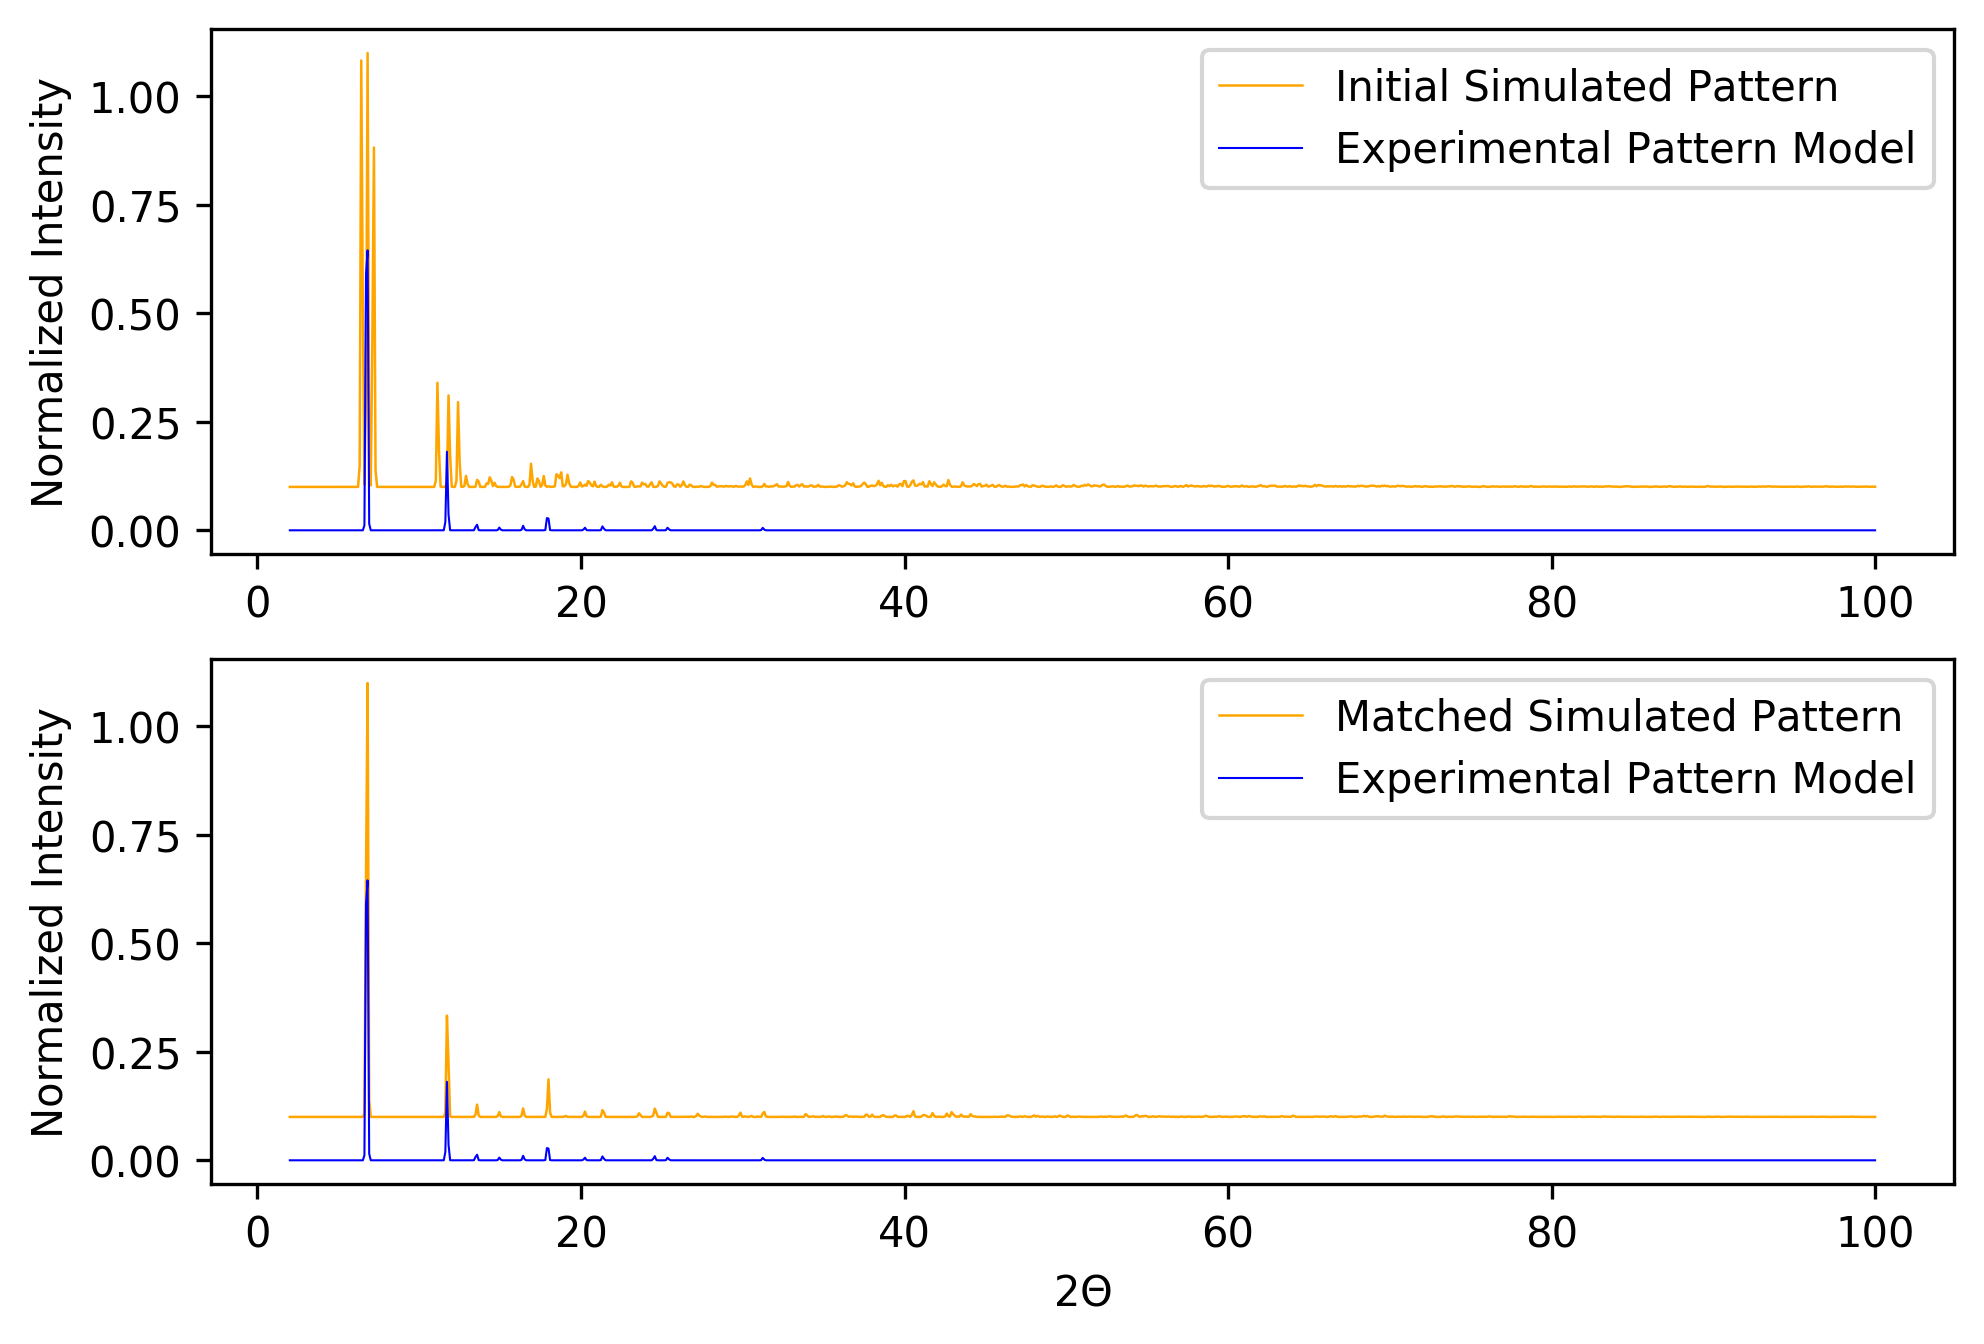 Normalized Intensity
1.00
0.75
0.50
0.25
0.00
0 20 40 60 80 100
Initial Simulated Pattern
Experimental Pattern Model
Normalized Intensity
1.00
0.75
0.50
0.25
0.00
0 20 40 60 80 100
Matched Simulated Pattern
Experimental Pattern Model
2Θ